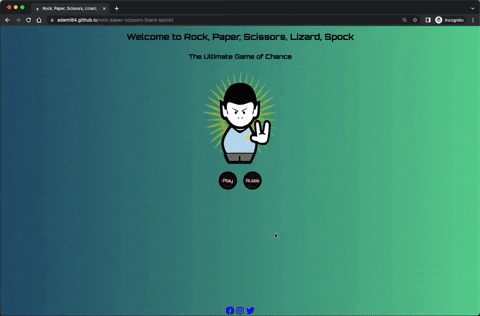 Rock, Paper, Scissors, Lizard...
adamt84.github.io/rock-paper-scissors-lizard-spock/
Incognito
Welcome to Rock, Paper, Scissors, Lizard, Spock
The Ultimate Game of Chance
Play
Rules